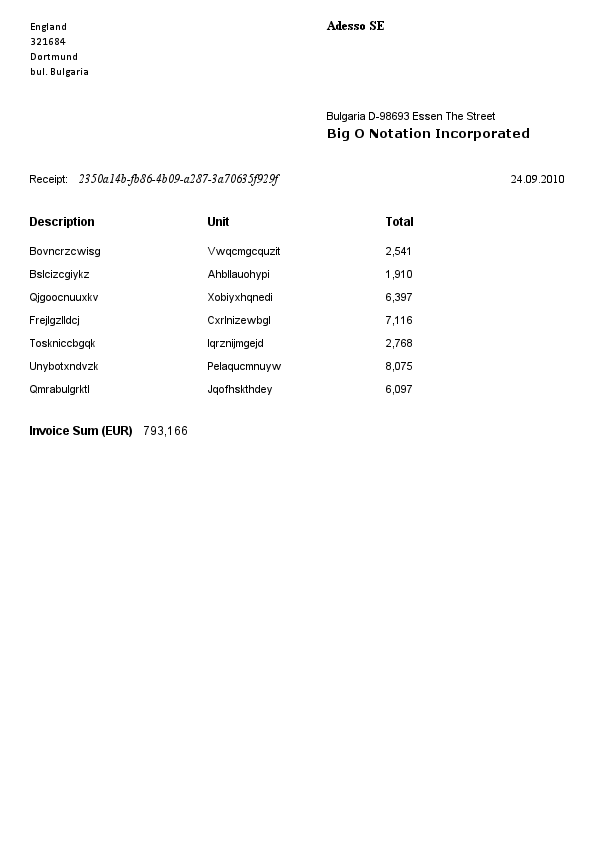 England
321684
Dortmund
bul. Bulgaria
Adesso SE
Bulgaria D-98693 Essen The Street
Big O Notation Incorporated
Receipt: 2350a14b-fb86-4b09-a287-3a70635f929f 24.09.2010
Description Unit Total
Bovncrzcwisg Vwqcmgcquzit 2,541
Bslcizcgiykz Ahbllauohypi 1,910
Qjgoocnuuxkv Xobiyxhqnedi 6,397
Frejlgzlldcj Cxrlnizewbgl 7,116
Toskniccbgqk Iqrznijmgejd 2,768
Unybotxndvzk Pelaqucmnuyw 8,075
Qmrabulgrktl Jqofhskthdey 6,097
Invoice Sum (EUR) 793,166